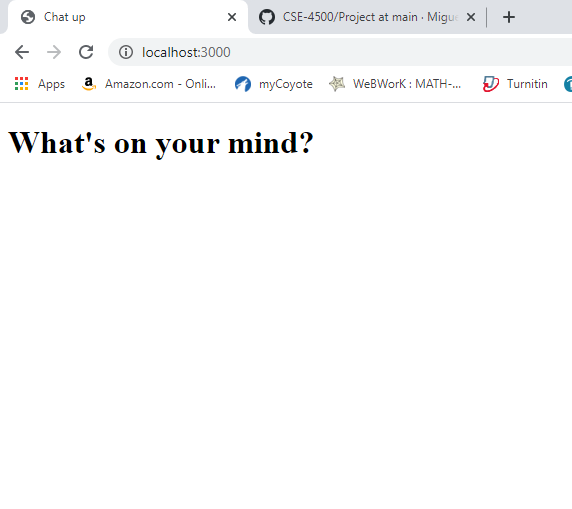 Chat up
CSE-4500/Project at main · Migu
localhost:3000
Apps
Amazon.com - Onli...
myCoyote
WeBWorK : MATH-...
Turnitin
What's on your mind?